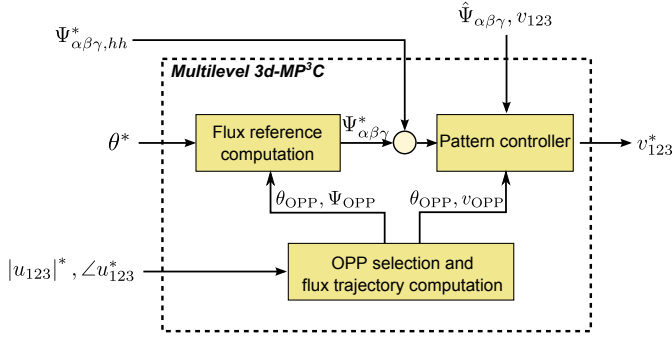 Ψ*αβγ,hh
Ψ̂αβγ, v123
Multilevel 3d-MP³C
θ*
Flux reference
computation
Ψ*αβγ
Pattern controller
v*123
θOPP, ΨOPP
θOPP, vOPP
|u123|*, ∠u*123
OPP selection and
flux trajectory computation